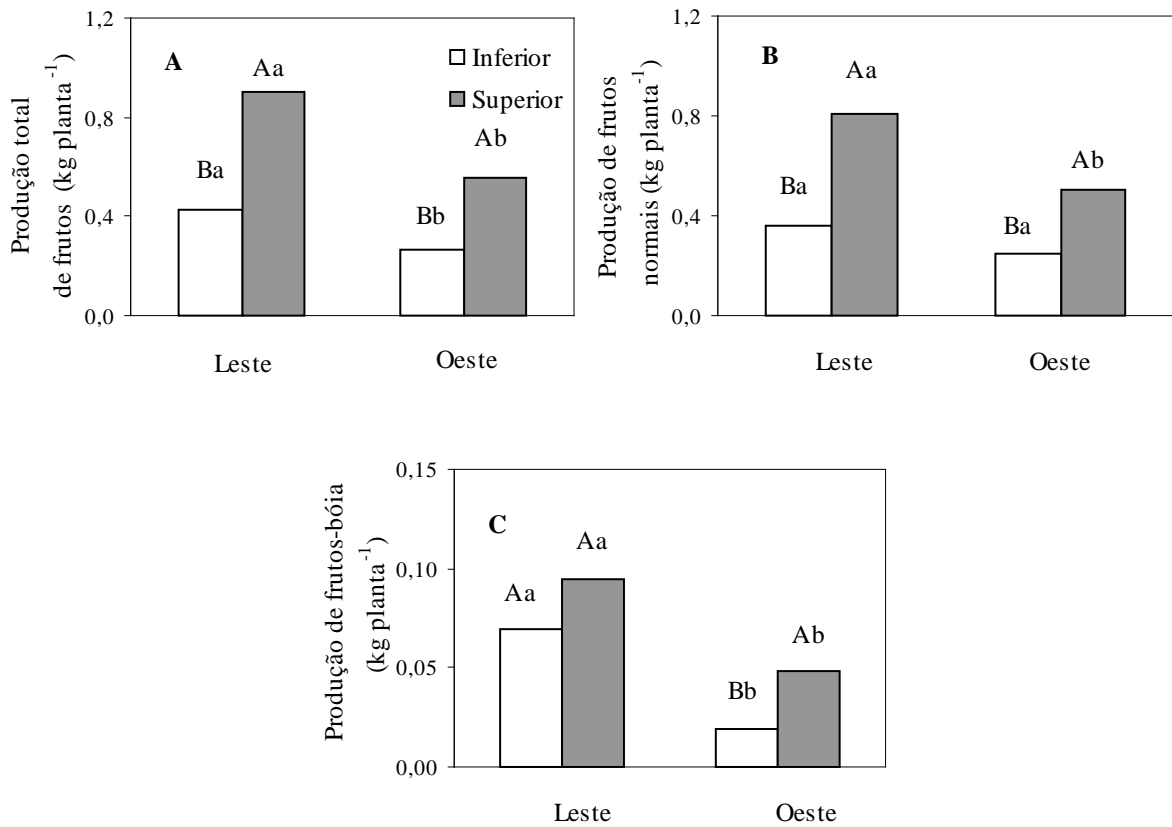 Produção total
de frutos (kg planta -1)
1,2
0,8
0,4
0,0
A
Inferior
Superior
Ba
Aa
Bb
Ab
Leste
Oeste
Produção de frutos
normais (kg planta -1)
1,2
0,8
0,4
0,0
B
Ba
Aa
Ba
Ab
Leste
Oeste
Produção de frutos-bóia
(kg planta -1)
0,15
0,10
0,05
0,00
C
Aa
Aa
Bb
Ab
Leste
Oeste